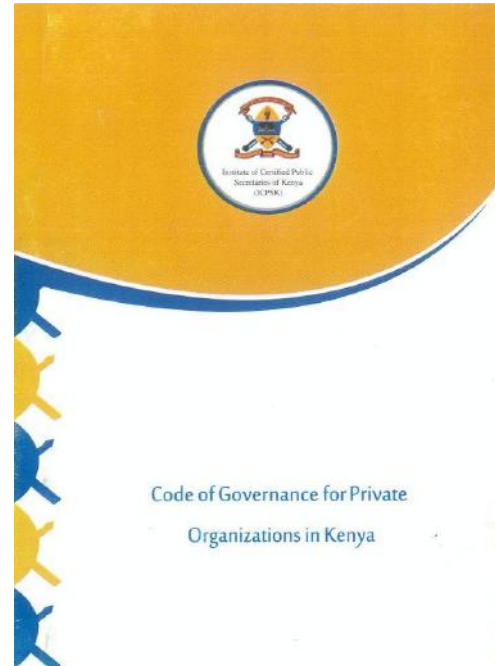 Institute of Certified Public
Secretaries of Kenya
(ICPSK)
Code of Governance for Private
Organizations in Kenya